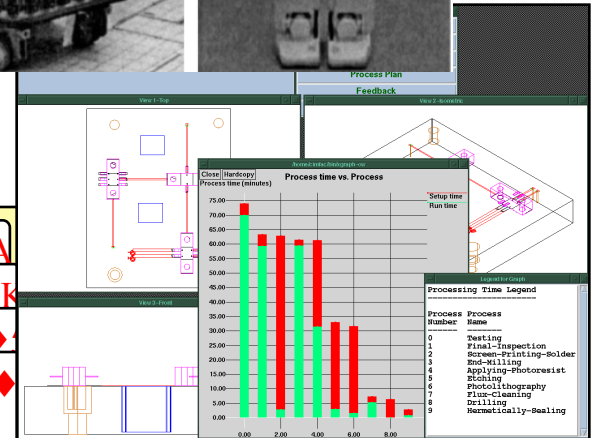 Process Plan
Feedback
View 1-Top
View 2-Isometric
/home/cimlac/bin/graph-osr
Close Hardcopy
Process time vs. Process
Process time (minutes)
Setup time
Run time
75.00
70.00
65.00
60.00
55.00
50.00
45.00
40.00
35.00
30.00
25.00
20.00
15.00
10.00
5.00
0.00
0.00 2.00 4.00 6.00 8.00
View 3-Front
Legend for Graph
Processing Time Legend
Process Process
Number Name
0 Testing
1 Final-Inspection
2 Screen-Printing-Solder
3 End-Milling
4 Applying-Photoresist
5 Etching
6 Photolithography
7 Flux-Cleaning
8 Drilling
9 Hermetically-Sealing
A
K